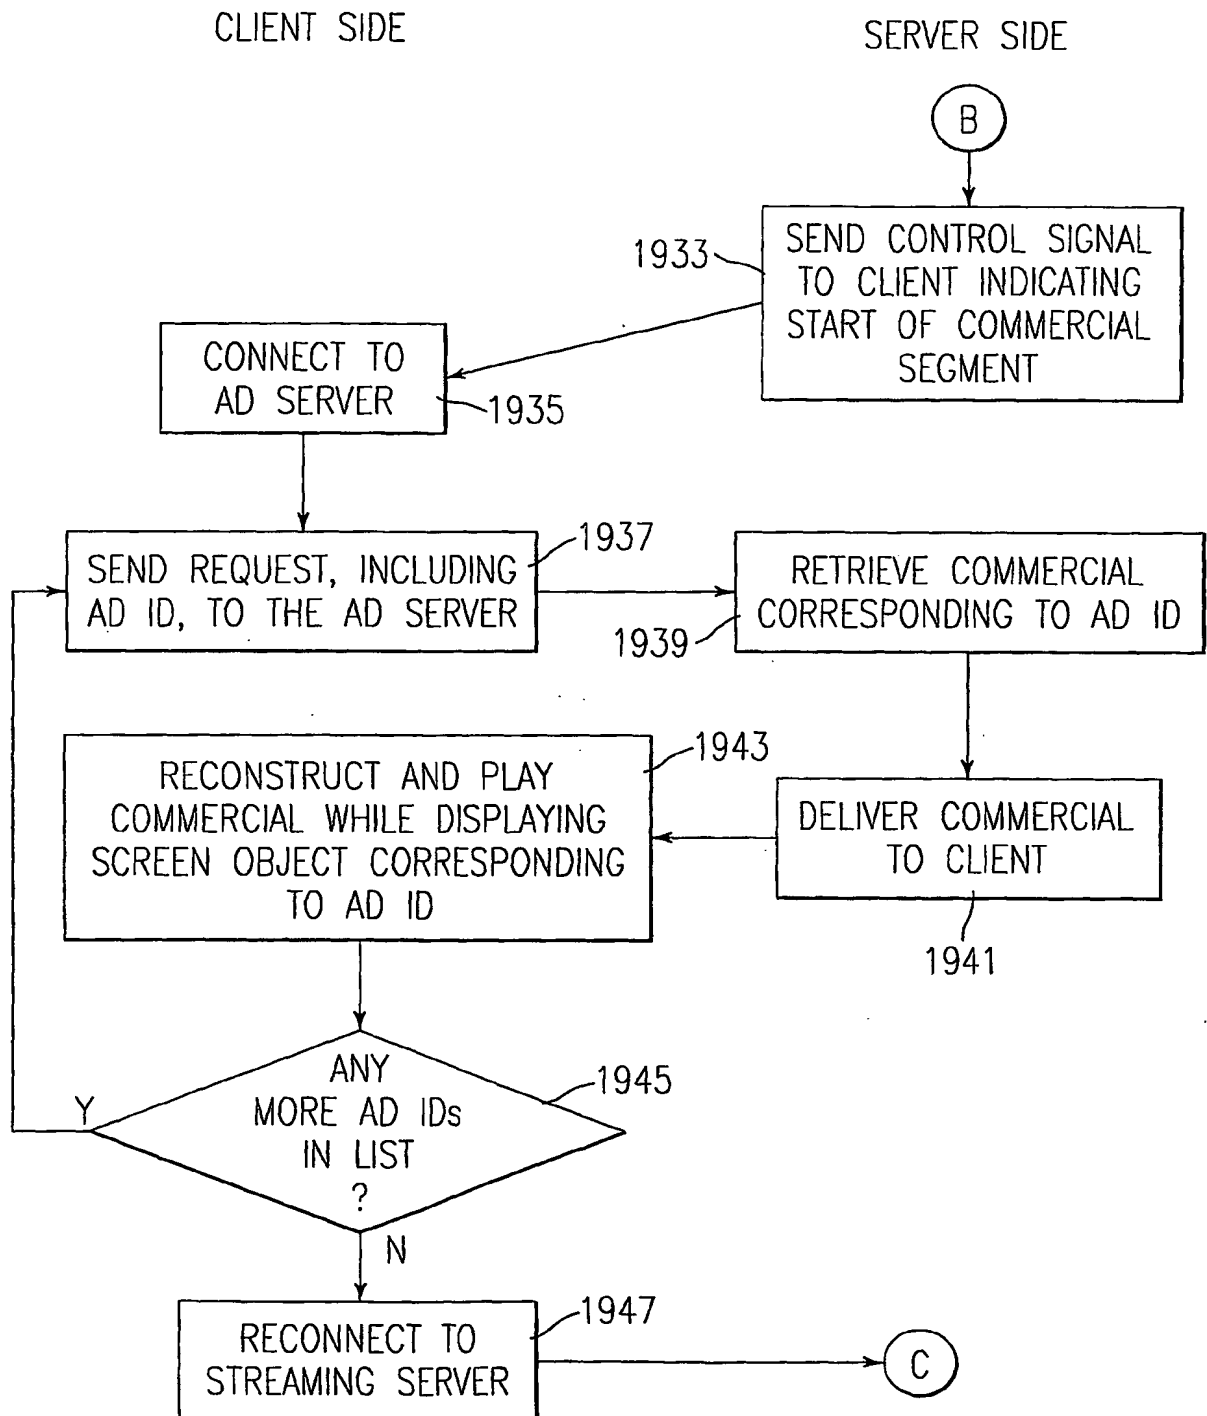 CLIENT SIDE
SERVER SIDE
B
1933
SEND CONTROL SIGNAL
TO CLIENT INDICATING
START OF COMMERCIAL
SEGMENT
CONNECT TO
AD SERVER
1935
SEND REQUEST, INCLUDING
AD ID, TO THE AD SERVER
1937
RETRIEVE COMMERCIAL
CORRESPONDING TO AD ID
1939
RECONSTRUCT AND PLAY
COMMERCIAL WHILE DISPLAYING
SCREEN OBJECT CORRESPONDING
TO AD ID
1943
DELIVER COMMERCIAL
TO CLIENT
1941
ANY
MORE AD IDs
IN LIST
?
1945
Y
N
RECONNECT TO
STREAMING SERVER
1947
C